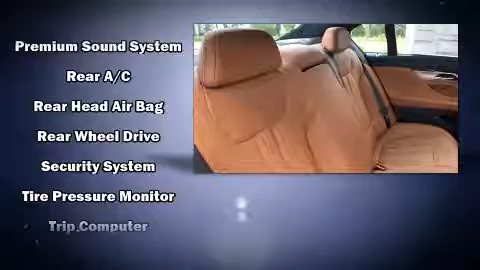 Premium Sound System
Rear A/C
Rear Head Air Bag
Rear Wheel Drive
Security System
Tire Pressure Monitor
Trip Computer